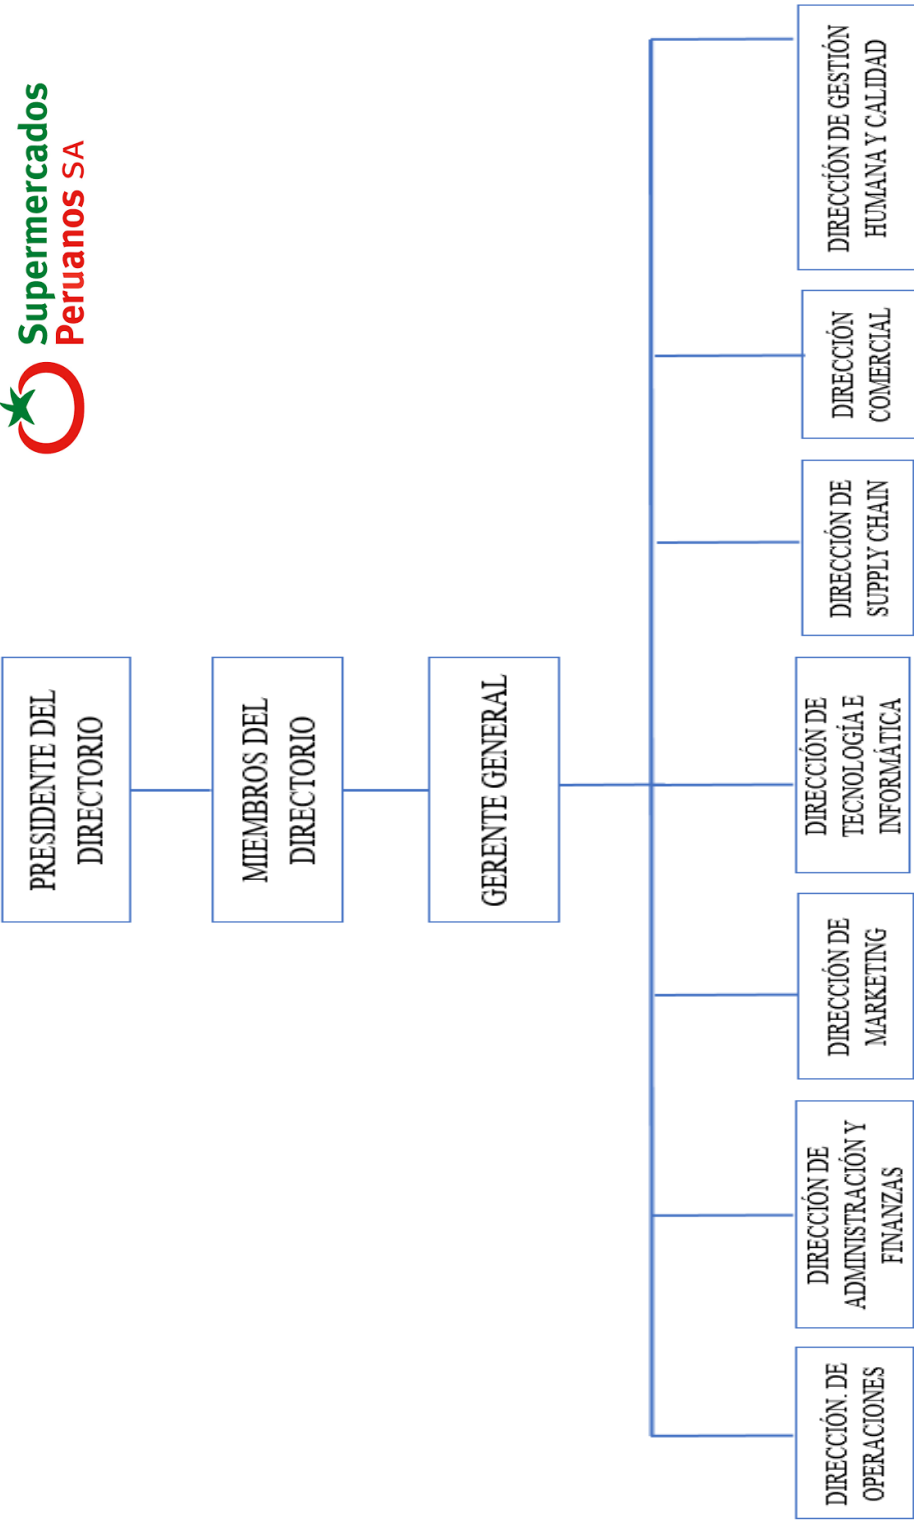 Supermercados
Peruanos SA
PRESIDENTE DEL
DIRECTORIO
MIEMBROS DEL
DIRECTORIO
GERENTE GENERAL
DIRECCIÓN. DE
OPERACIONES
DIRECCIÓN DE
ADMINISTRACIÓN Y
FINANZAS
DIRECCIÓN DE
MARKETING
DIRECCIÓN DE
TECNOLOGÍA E
INFORMÁTICA
DIRECCIÓN DE
SUPPLY CHAIN
DIRECCIÓN
COMERCIAL
DIRECCÍÓN DE GESTIÓN
HUMANA Y CALIDAD